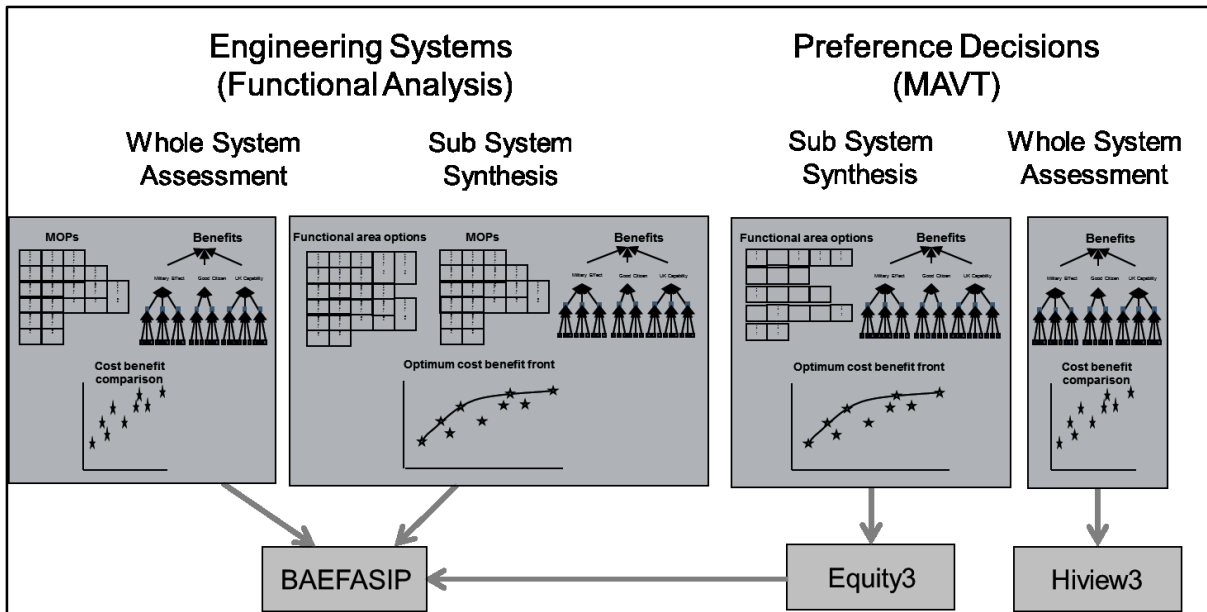 Engineering Systems
(Functional Analysis)
Preference Decisions
(MAVT)
Whole System
Assessment
Sub System
Synthesis
Sub System
Synthesis
Whole System
Assessment
MOPs
Benefits
Military Effect
Good Citizen
UK Capability
Cost benefit
comparison
Functional area options
MOPs
Benefits
Military Effect
Good Citizen
UK Capability
Optimum cost benefit front
Functional area options
Benefits
Military Effect
Good Citizen
UK Capability
Optimum cost benefit front
Benefits
Military Effect
Good Citizen
UK Capability
Cost benefit
comparison
BAEFASIP
Equity3
Hiview3